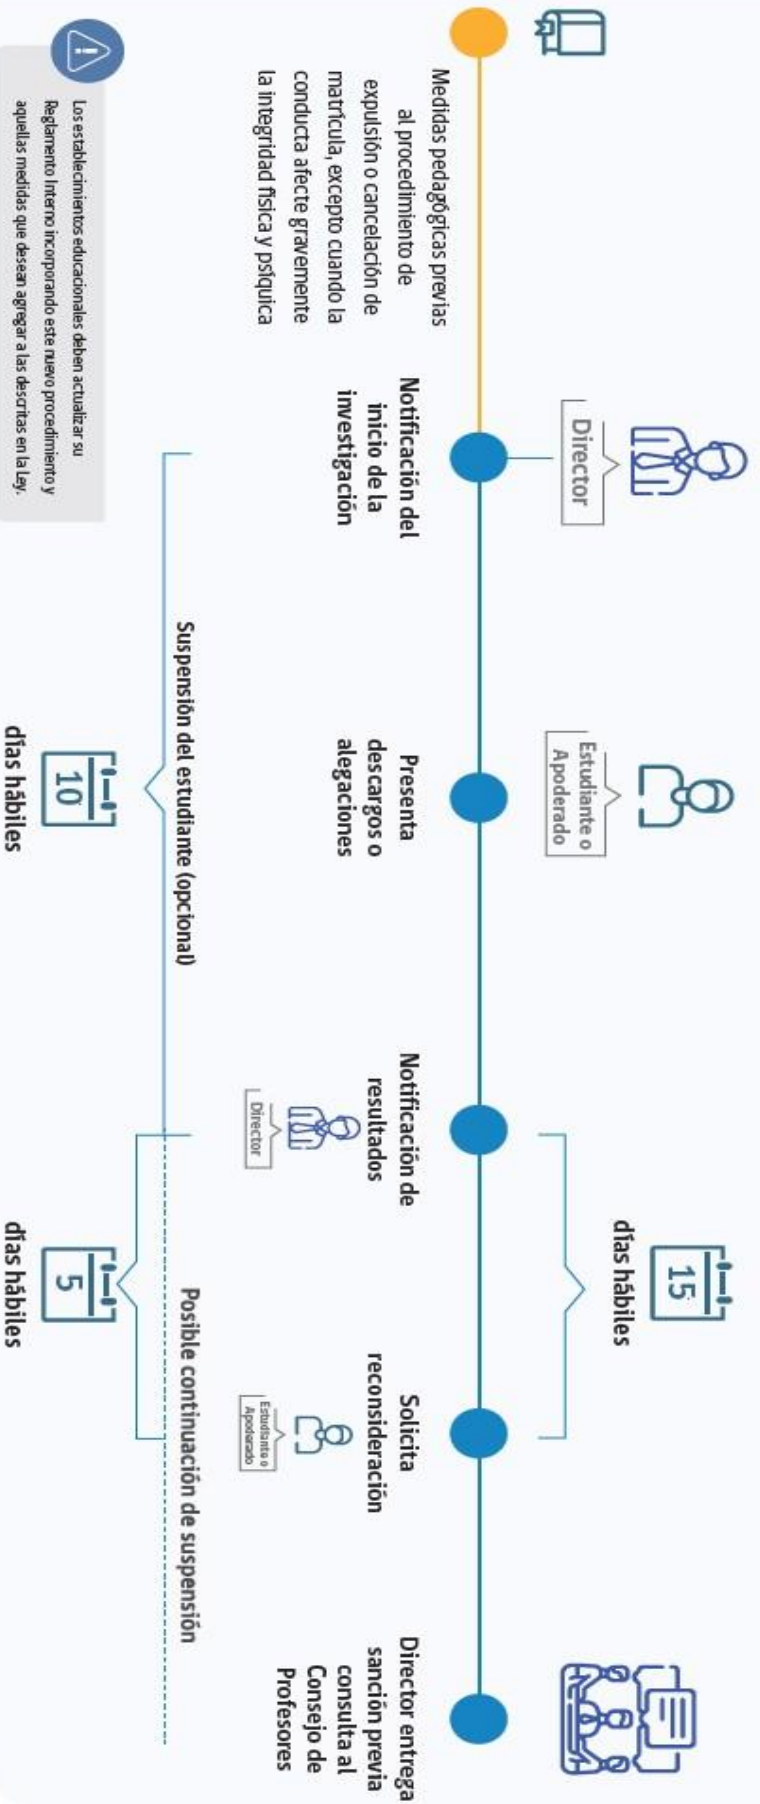 Director
Estudiante o
Apoderado
15
días hábiles
Medidas pedagógicas previas
al procedimiento de
expulsión o cancelación de
matrícula, excepto cuando la
conducta afecte gravemente
la integridad física y psíquica
Notificación del
inicio de la
investigación
Presenta
descargos o
alegaciones
Notificación de
resultados
Director
Solicita
reconsideración
Estudiante o
Apoderado
Director entrega
sanción previa
consulta al
Consejo de
Profesores
Suspensión del estudiante (opcional)
Posible continuación de suspensión
10
días hábiles
5
días hábiles
Los establecimientos educacionales deben actualizar su
Reglamento Interno incorporando este nuevo procedimiento y
aquellas medidas que desean agregar a las descritas en la Ley.